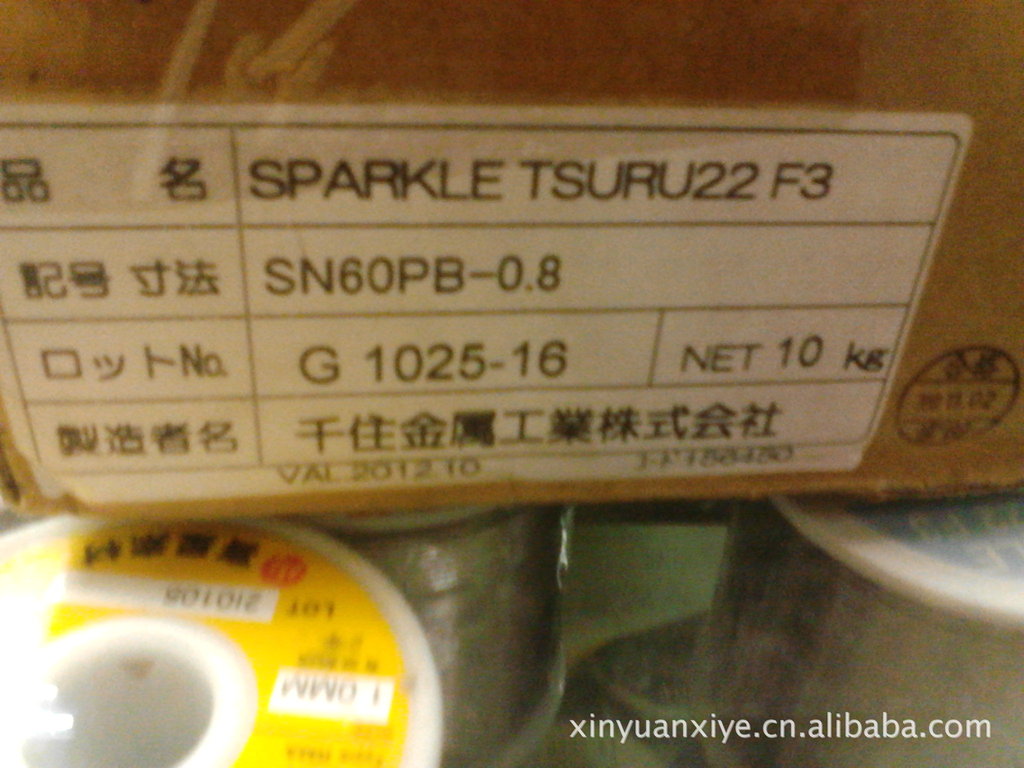 品 名 SPARKLE TSURU22 F3
記号 寸法 SN60PB-0.8
ロットNo. G 1025-16 NET 10 kg
製造者名 千住金属工業株式会社
VAL 2012.10
LOT
210105
1.0MM
xinyuanxiye.cn.alibaba.com